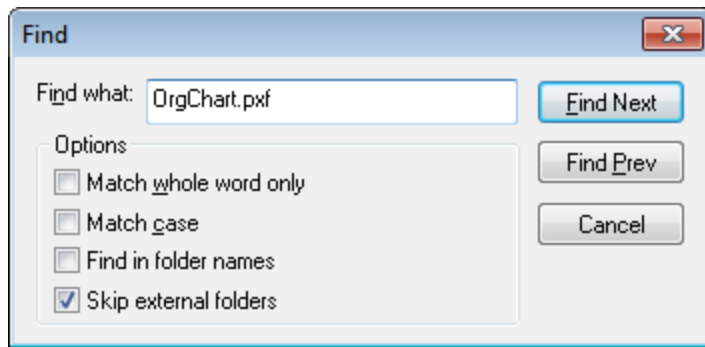 Find
Find what: OrgChart.pxf
Find Next
Options
Match whole word only
Find Prev
Match case
Cancel
Find in folder names
Skip external folders